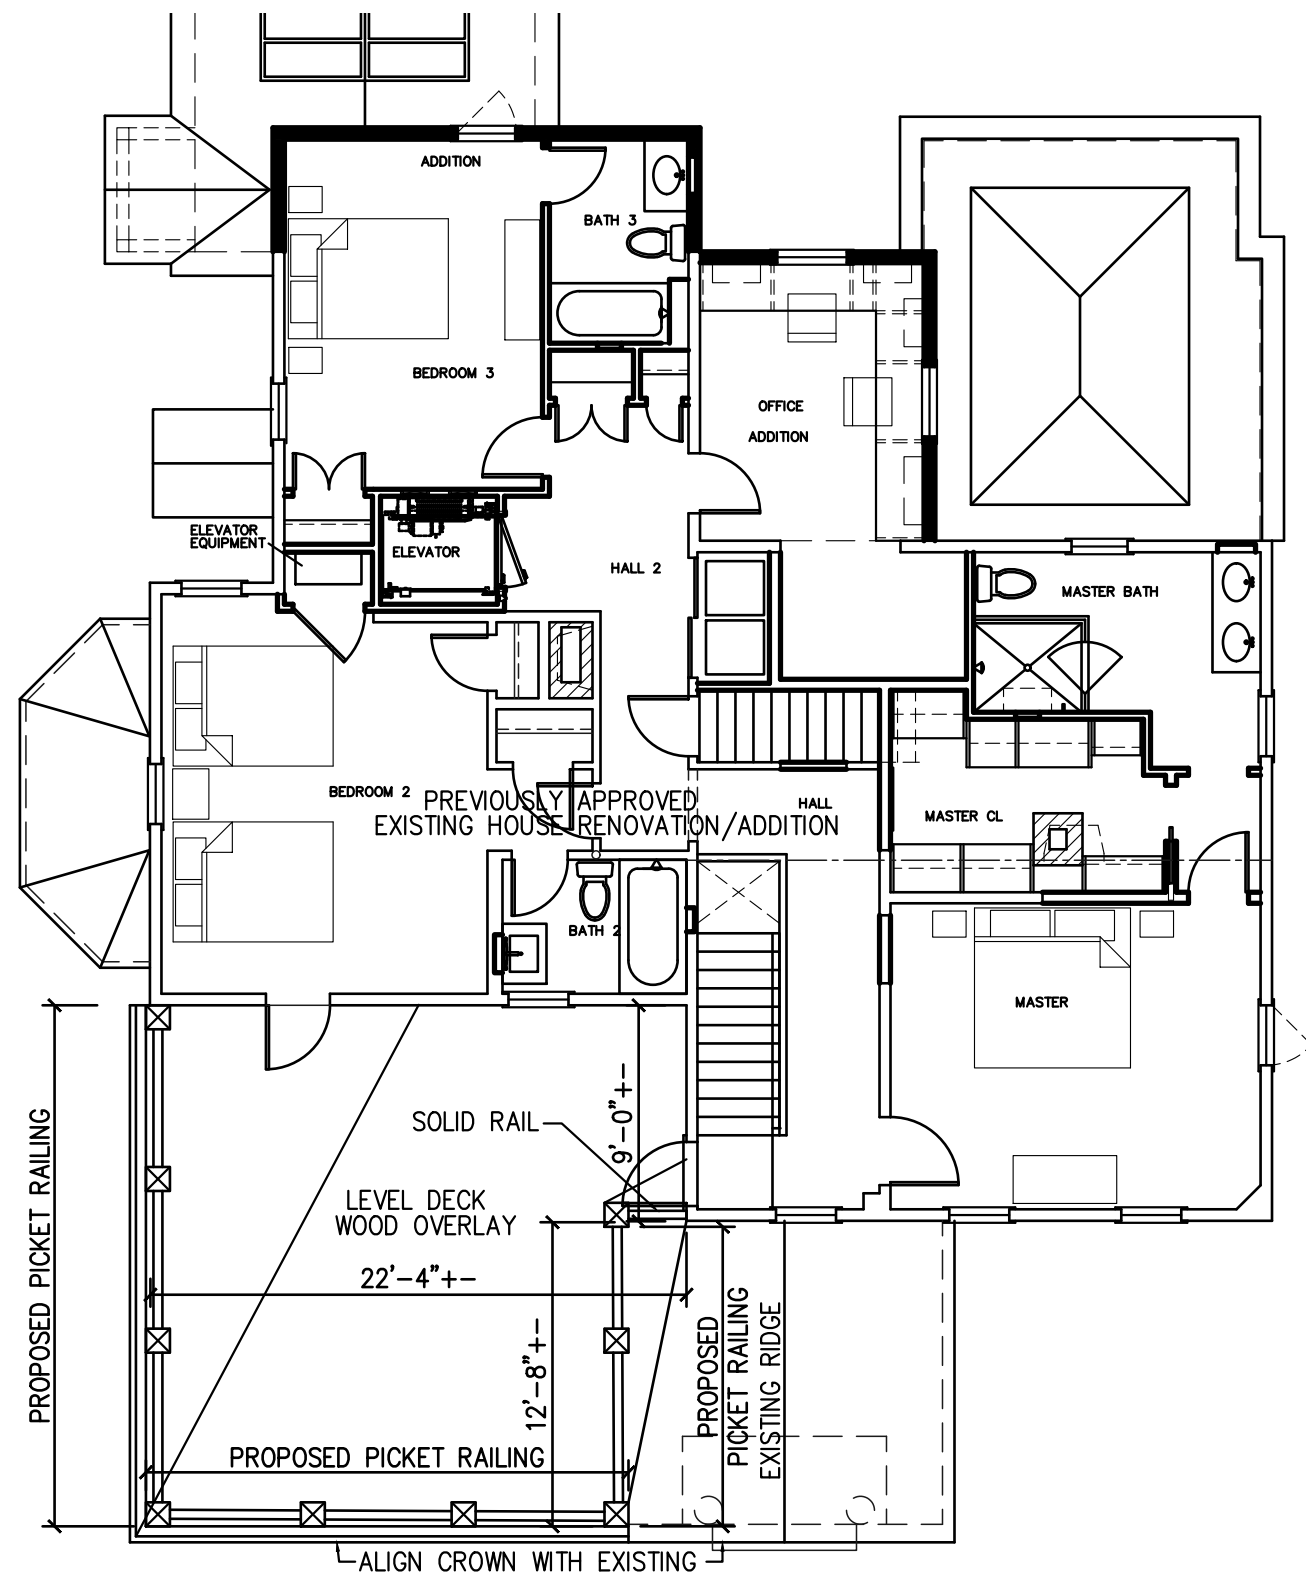 ADDITION
BATH 3
BEDROOM 3
OFFICE
ADDITION
ELEVATOR
EQUIPMENT
ELEVATOR
HALL 2
MASTER BATH
BEDROOM 2
PREVIOUSLY APPROVED
EXISTING HOUSE RENOVATION/ADDITION
HALL
MASTER CL
BATH 2
MASTER
SOLID RAIL
9'-0"+-
PROPOSED PICKET RAILING
LEVEL DECK
WOOD OVERLAY
22'-4"+-
12'-8"+-
PROPOSED
PICKET RAILING
EXISTING RIDGE
PROPOSED PICKET RAILING
ALIGN CROWN WITH EXISTING